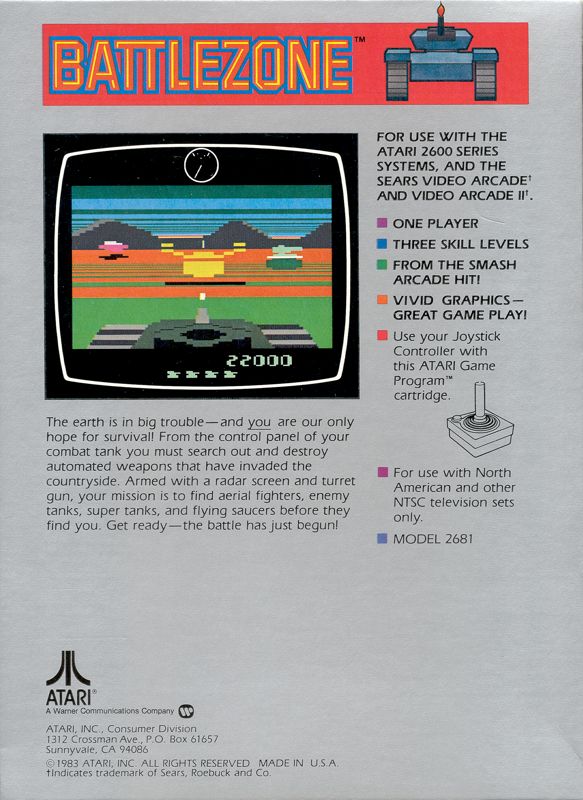 BATTLEZONE™
FOR USE WITH THE
ATARI 2600 SERIES
SYSTEMS, AND THE
SEARS VIDEO ARCADE†
AND VIDEO ARCADE II†.
ONE PLAYER
THREE SKILL LEVELS
FROM THE SMASH
ARCADE HIT!
VIVID GRAPHICS—
GREAT GAME PLAY!
Use your Joystick
Controller with
this ATARI Game
Program™
cartridge.
For use with North
American and other
NTSC television sets
only.
MODEL 2681
22000
The earth is in big trouble—and you are our only
hope for survival! From the control panel of your
combat tank you must search out and destroy
automated weapons that have invaded the
countryside. Armed with a radar screen and turret
gun, your mission is to find aerial fighters, enemy
tanks, super tanks, and flying saucers before they
find you. Get ready—the battle has just begun!
ATARI®
A Warner Communications Company
ATARI, INC., Consumer Division
1312 Crossman Ave., P.O. Box 61657
Sunnyvale, CA 94086
©1983 ATARI, INC. ALL RIGHTS RESERVED MADE IN U.S.A.
†Indicates trademark of Sears, Roebuck and Co.